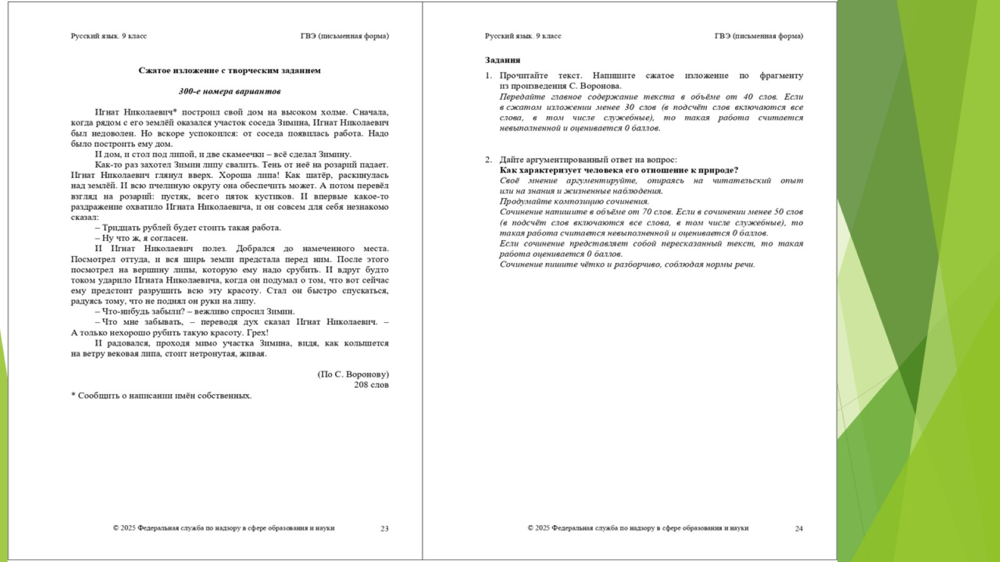 Русский язык. 9 класс
ГВЭ (письменная форма)
Сжатое изложение с творческим заданием
300-е номера вариантов
Игнат Николаевич* построил свой дом на высоком холме. Сначала,
когда рядом с его землёй оказался участок соседа Зимина, Игнат Николаевич
был недоволен. Но вскоре успокоился: от соседа появилась работа. Надо
было построить ему дом.
И дом, и стол под липой, и две скамеечки – всё сделал Зимину.
Как-то раз захотел Зимин липу свалить. Тень от неё на розарий падает.
Игнат Николаевич глянул вверх. Хороша липа! Как шатёр, раскинулась
над землёй. И всю пчелиную округу она обеспечить может. А потом перевёл
взгляд на розарий: пустяк, всего пяток кустиков. И впервые какое-то
раздражение охватило Игната Николаевича, и он совсем для себя незнакомо
сказал:
– Тридцать рублей будет стоить такая работа.
– Ну что ж, я согласен.
И Игнат Николаевич полез. Добрался до намеченного места.
Посмотрел оттуда, и вся ширь земли предстала перед ним. После этого
посмотрел на вершину липы, которую ему надо срубить. И вдруг будто
током ударило Игната Николаевича, когда он подумал о том, что вот сейчас
ему предстоит разрушить всю эту красоту. Стал он быстро спускаться,
радуясь тому, что не поднял он руки на липу.
– Что-нибудь забыли? – вежливо спросил Зимин.
– Что мне забывать, – переводя дух сказал Игнат Николаевич. –
А только нехорошо рубить такую красоту. Грех!
И радовался, проходя мимо участка Зимина, видя, как колышется
на ветру вековая липа, стоит нетронутая, живая.
(По С. Воронову)
208 слов
* Сообщить о написании имён собственных.
© 2025 Федеральная служба по надзору в сфере образования и науки
23
Русский язык. 9 класс
ГВЭ (письменная форма)
Задания
1. Прочитайте текст. Напишите сжатое изложение по фрагменту
из произведения С. Воронова.
Передайте главное содержание текста в объёме от 40 слов. Если
в сжатом изложении менее 30 слов (в подсчёт слов включаются все
слова, в том числе служебные), то такая работа считается
невыполненной и оценивается 0 баллов.
2. Дайте аргументированный ответ на вопрос:
Как характеризует человека его отношение к природе?
Своё мнение аргументируйте, опираясь на читательский опыт
или на знания и жизненные наблюдения.
Продумайте композицию сочинения.
Сочинение напишите в объёме от 70 слов. Если в сочинении менее 50 слов
(в подсчёт слов включаются все слова, в том числе служебные), то
такая работа считается невыполненной и оценивается 0 баллов.
Если сочинение представляет собой пересказанный текст, то такая
работа оценивается 0 баллов.
Сочинение пишите чётко и разборчиво, соблюдая нормы речи.
© 2025 Федеральная служба по надзору в сфере образования и науки
24